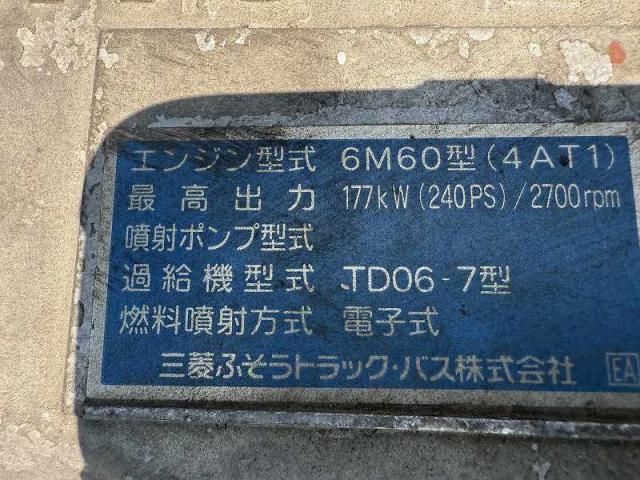 エンジン型式 6M60型(4AT1)
最高出力 177kW(240PS)/2700rpm
噴射ポンプ型式
過給機型式 TD06-7型
燃料噴射方式 電子式
三菱ふそうトラック・バス株式会社 EA